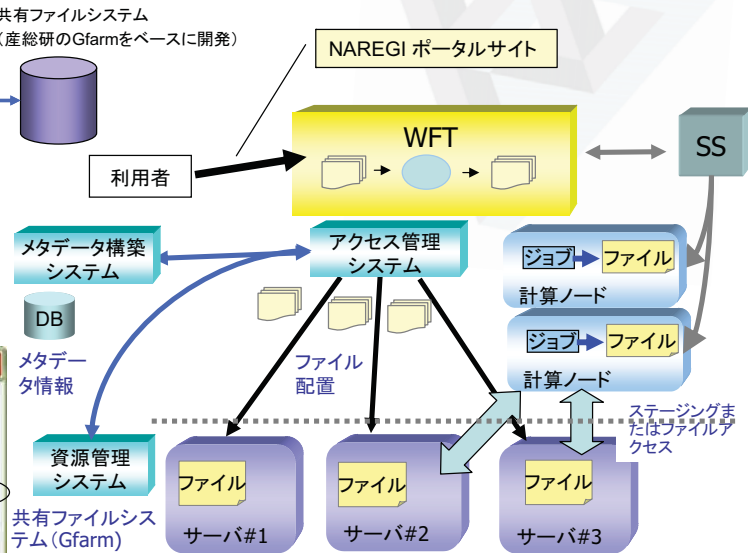 共有ファイルシステム
（産総研のGfarmをベースに開発）
NAREGI ポータルサイト
WFT
SS
利用者
メタデータ構築
システム
アクセス管理
システム
ジョブ
ファイル
計算ノード
DB
ジョブ
ファイル
計算ノード
メタデー
タ情報
ファイル
配置
ステージングま
たはファイルア
クセス
資源管理
システム
ファイル
ファイル
ファイル
共有ファイルシス
テム(Gfarm)
サーバ#1
サーバ#2
サーバ#3